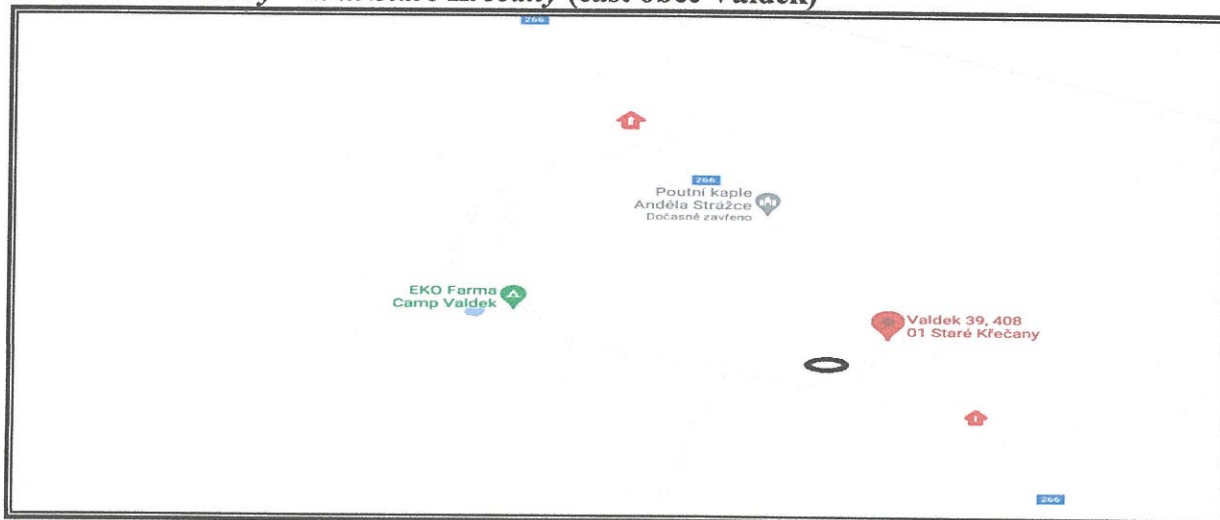 (část obce Valdek)
266
266
Poutní kaple
Anděla Strážce
Dočasně zavřeno
EKO Farma
Camp Valdek
Valdek 39, 408
01 Staré Křečany
266